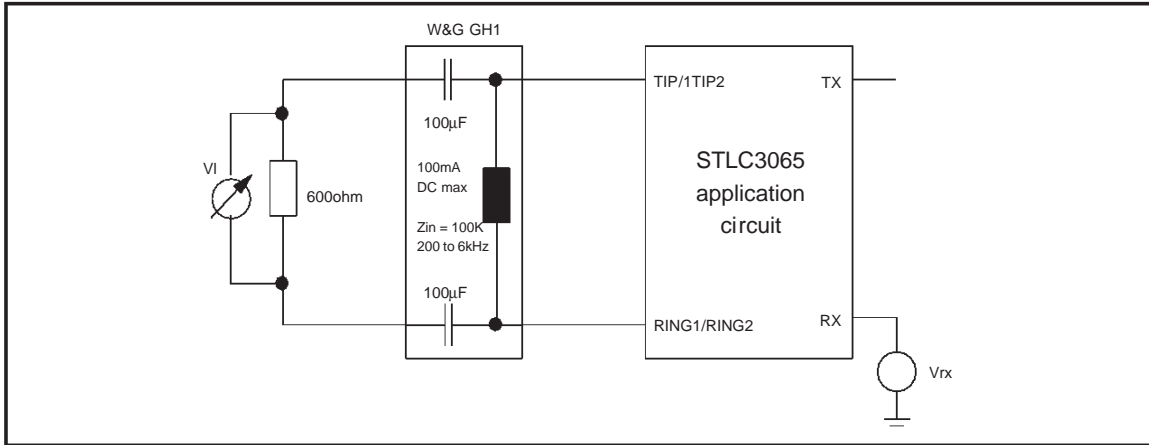 W&G GH1
TIP/1TIP2
TX
100µF
VI
600ohm
100mA
DC max
Zin = 100K
200 to 6kHz
STLC3065
application
circuit
100µF
RING1/RING2
RX
Vrx